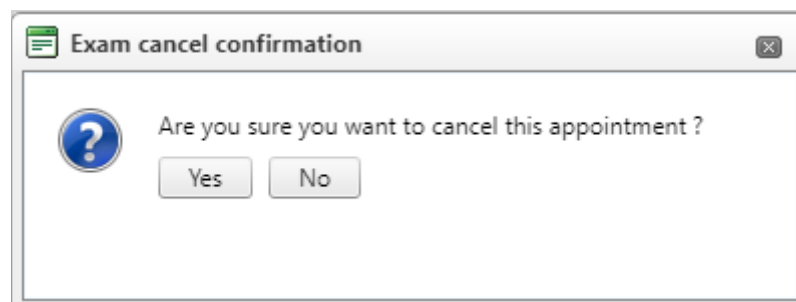 Exam cancel confirmation
Are you sure you want to cancel this appointment ?
Yes No